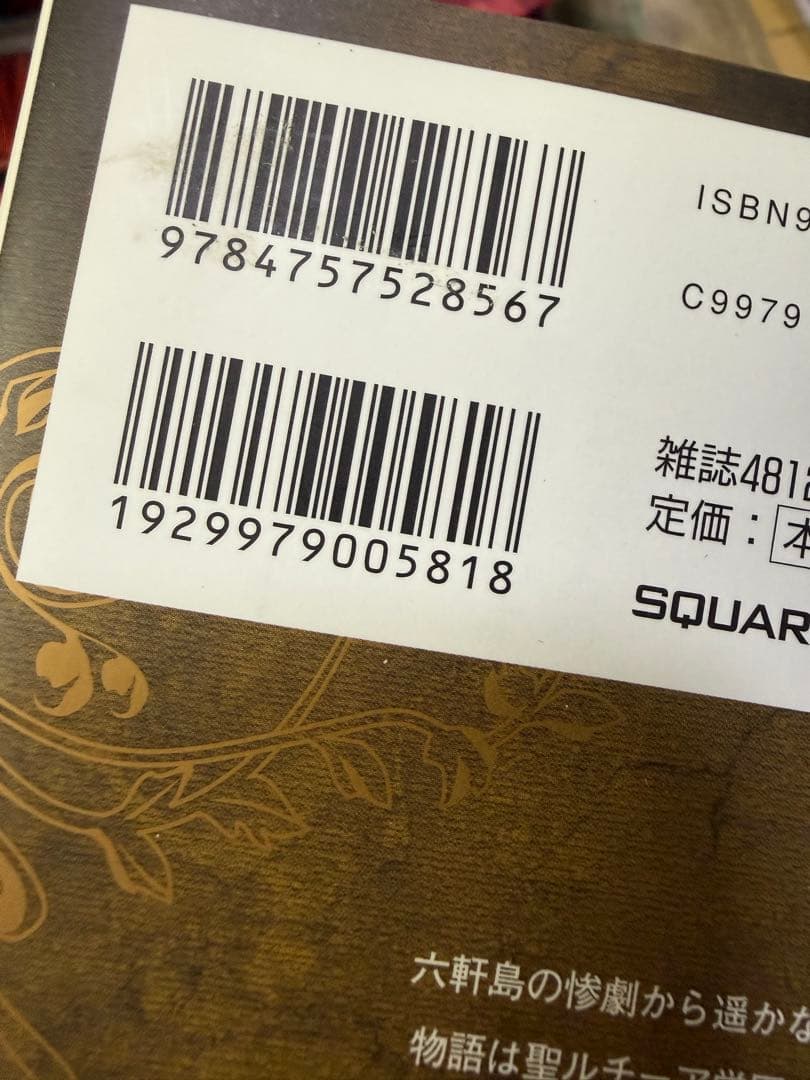 9784757528567
ISBN9
C9979
1929979005818
雑誌4812
定価：本
SQUAR
六軒島の惨劇から遥かな
物語は聖ルチーア学園